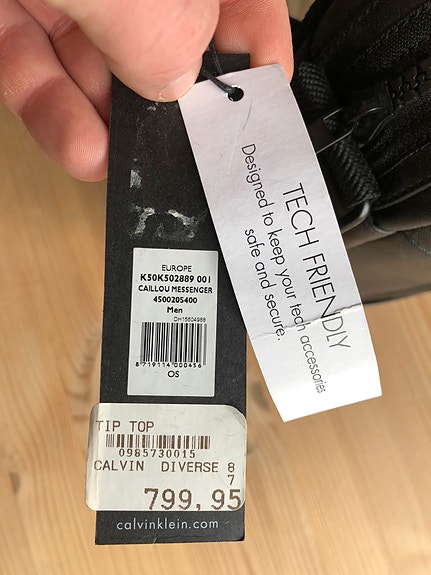 EUROPE
K50K502889 001
CAILLOU MESSENGER
4500205400
Men
DH15604988
8 719114 000456
OS
TIP TOP
0985730015
CALVIN DIVERSE 8
7
799,95
calvinklein.com
TECH FRIENDLY
Designed to keep your tech accessories
safe and secure.